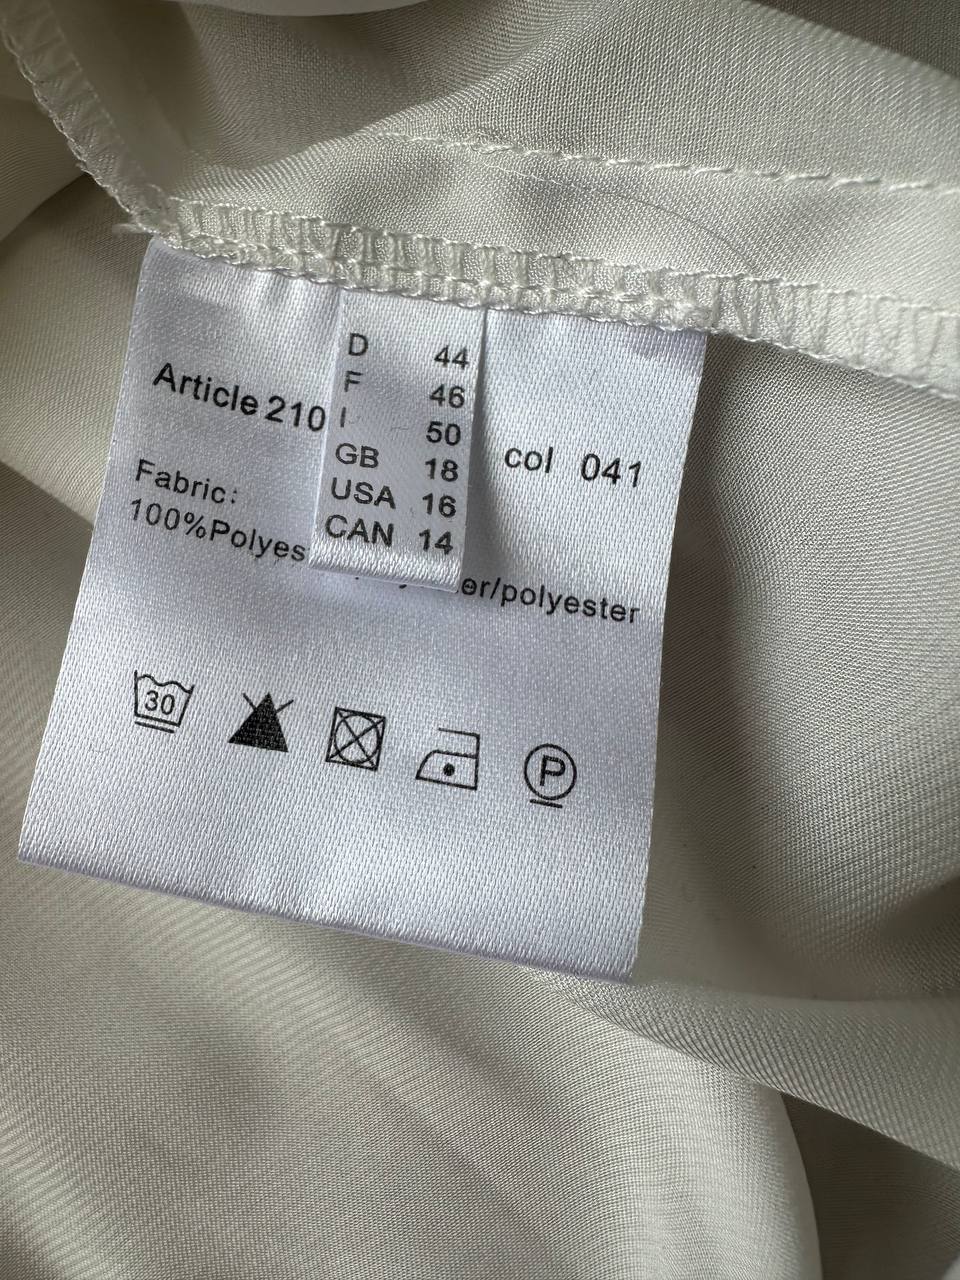 D 44
F 46
I 50
GB 18
USA 16
CAN 14
Article 210 col 041
Fabric:
100%Polyes er/polyester
30
P